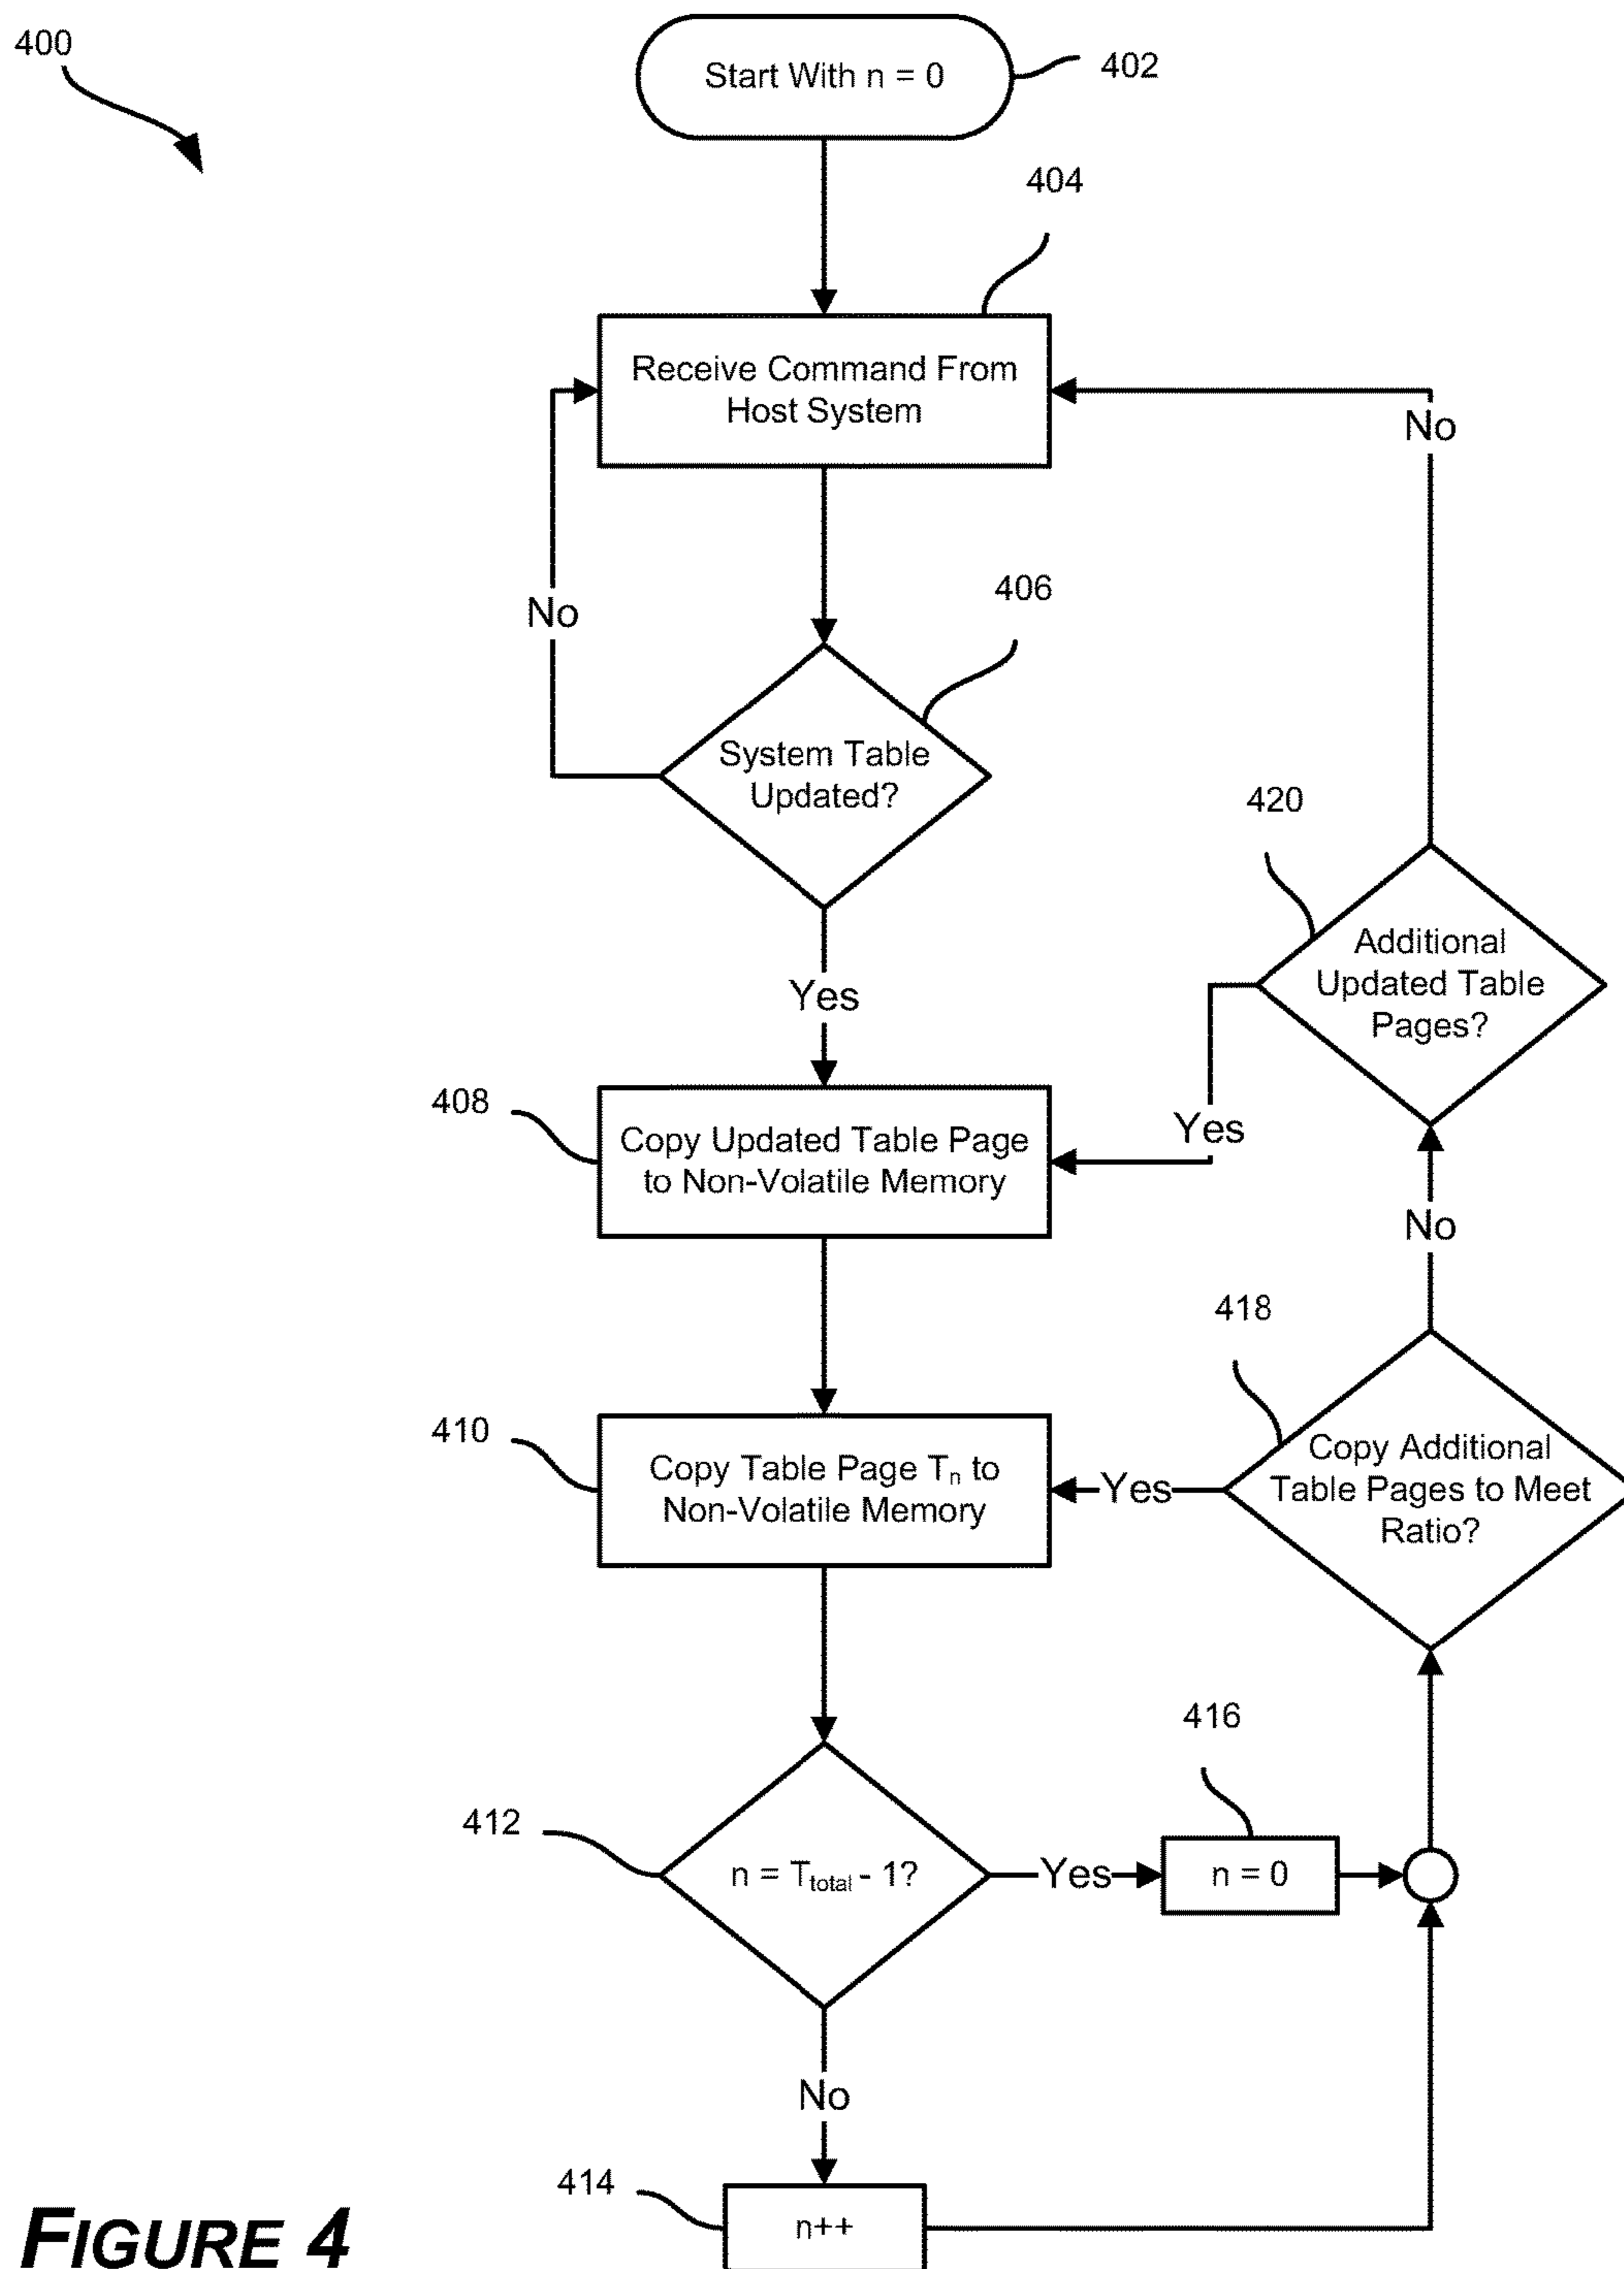 400
Start With n = 0
402
404
Receive Command From
Host System
No
No
406
System Table
Updated?
420
Additional
Updated Table
Pages?
Yes
408
Copy Updated Table Page
to Non-Volatile Memory
Yes
No
418
410
Copy Table Page Tn to
Non-Volatile Memory
Yes
Copy Additional
Table Pages to Meet
Ratio?
416
412
n = Ttotal - 1?
Yes
n = 0
No
414
n++
FIGURE 4